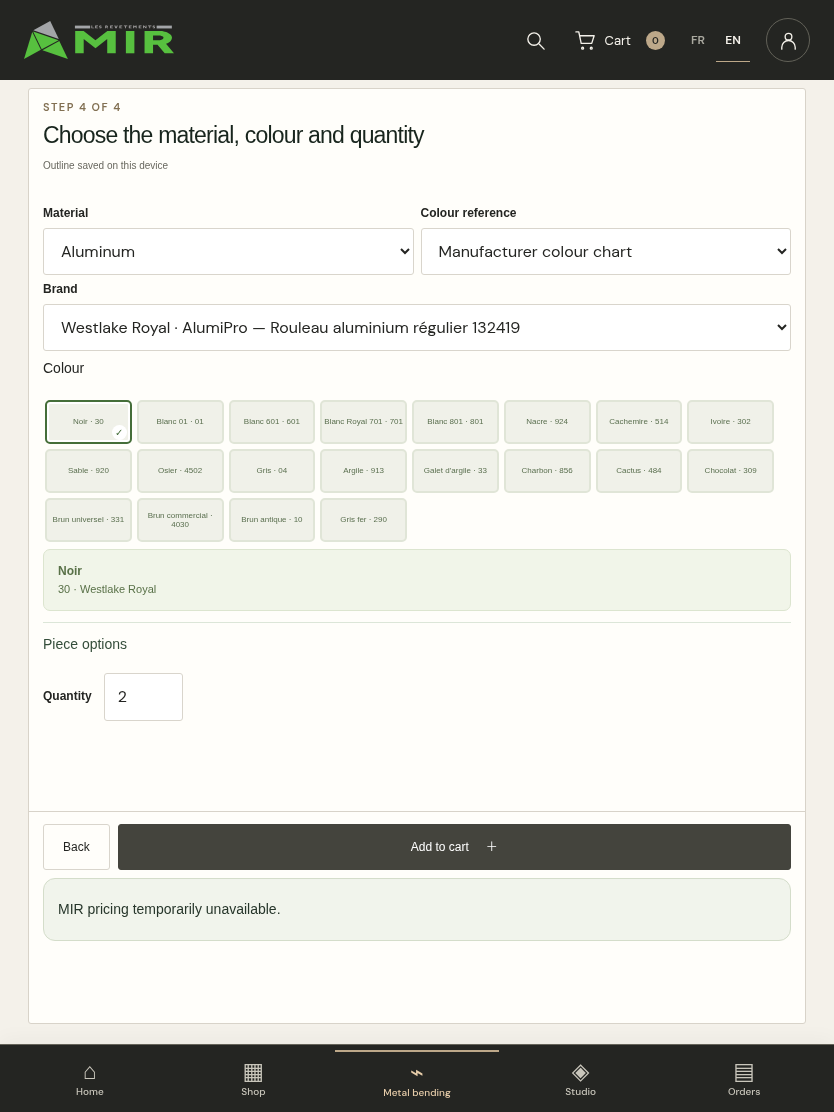 LES REVÊTEMENTS
MIR
Cart 0 FR EN
STEP 4 OF 4
Choose the material, colour and quantity
Outline saved on this device
Material Colour reference
Aluminum Manufacturer colour chart
Brand
Westlake Royal · AlumiPro — Rouleau aluminium régulier 132419
Colour
Noir · 30 Blanc 01 · 01 Blanc 601 · 601 Blanc Royal 701 · 701 Blanc 801 · 801 Nacre · 924 Cachemire · 514 Ivoire · 302
Sable · 920 Osier · 4502 Gris · 04 Argile · 913 Galet d'argile · 33 Charbon · 856 Cactus · 484 Chocolat · 309
Brun universel · 331 Brun commercial · 4030 Brun antique · 10 Gris fer · 290
Noir
30 · Westlake Royal
Piece options
Quantity 2
Back Add to cart +
MIR pricing temporarily unavailable.
Home Shop Metal bending Studio Orders